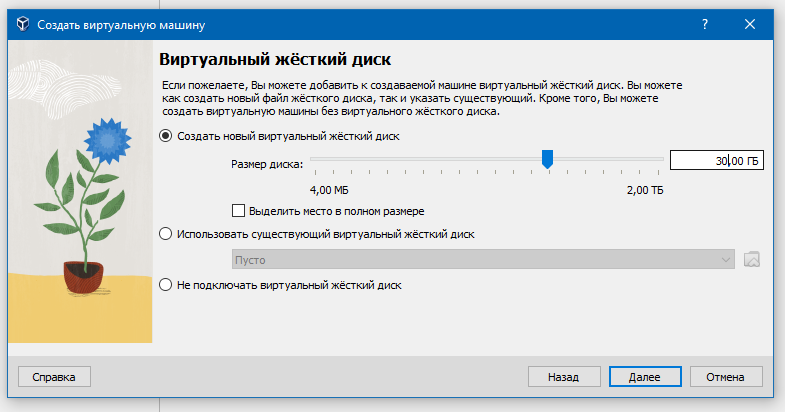 Создать виртуальную машину
Виртуальный жёсткий диск
Если пожелаете, Вы можете добавить к создаваемой машине виртуальный жёсткий диск. Вы можете
как создать новый файл жёсткого диска, так и указать существующий. Кроме того, Вы можете
создать виртуальную машины без виртуального жёсткого диска.
Создать новый виртуальный жёсткий диск
Размер диска:
30,00 ГБ
4,00 МБ
2,00 ТБ
Выделить место в полном размере
Использовать существующий виртуальный жёсткий диск
Пусто
Не подключать виртуальный жёсткий диск
Справка
Назад
Далее
Отмена